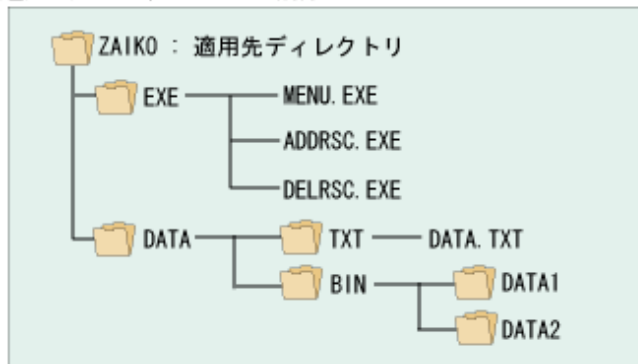 ZAIKO : 適用先ディレクトリ
EXE MENU.EXE
ADDRSC.EXE
DELRSC.EXE
DATA TXT DATA.TXT
BIN DATA1
DATA2